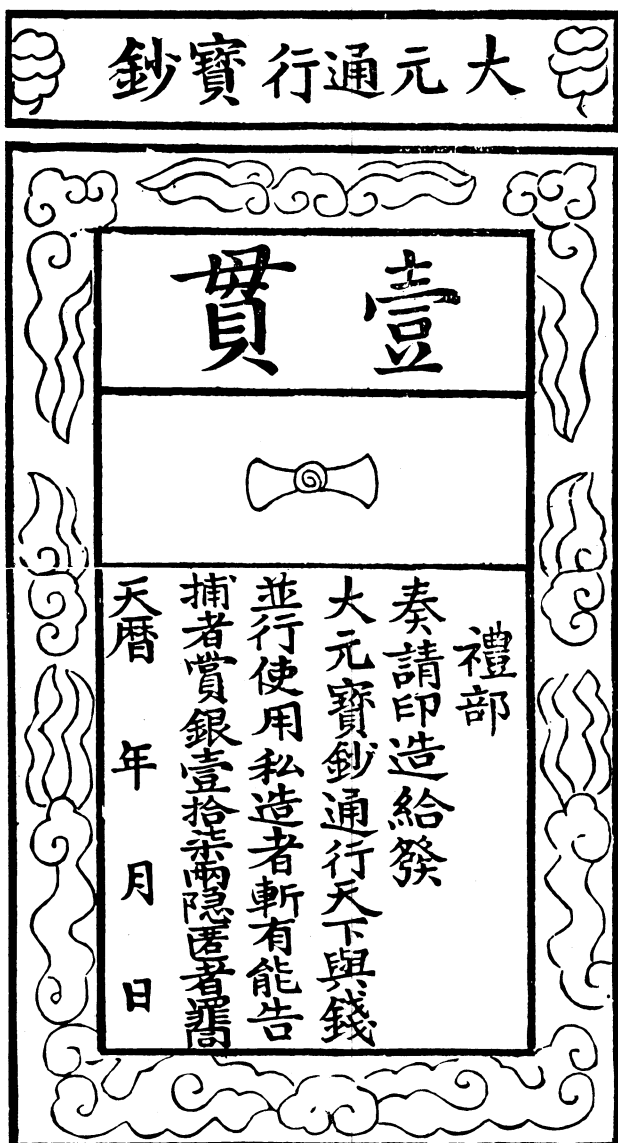 大元通行寶鈔
壹貫
禮部
奏請印造給發
大元寶鈔通行天下與錢
並行使用私造者斬有能告
捕者賞銀壹拾柒兩隠匿者罪同
天曆 年 月 日